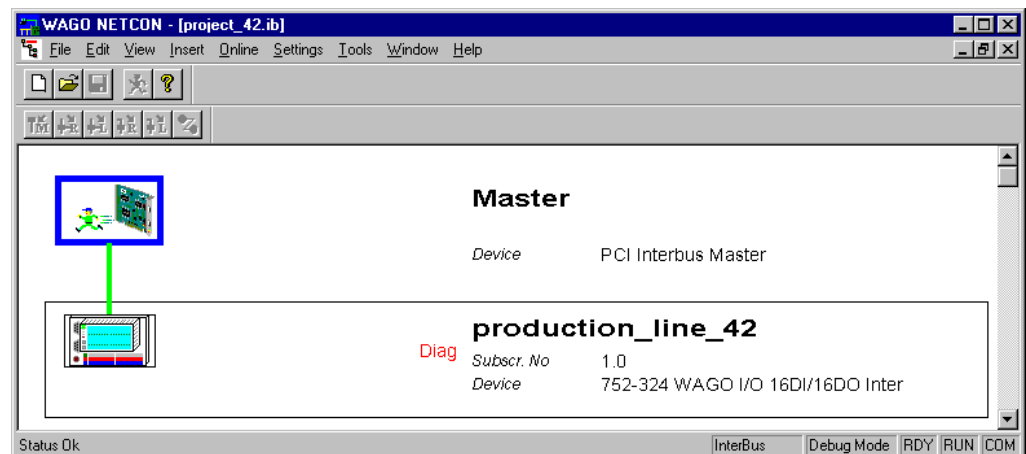 WAGO NETCON - [project_42.ib]
File Edit View Insert Online Settings Tools Window Help
TM +R +L +R +L
Master
Device PCI Interbus Master
production_line_42
Diag
Subscr. No 1.0
Device 752-324 WAGO I/O 16DI/16DO Inter
Status Ok InterBus Debug Mode RDY RUN COM